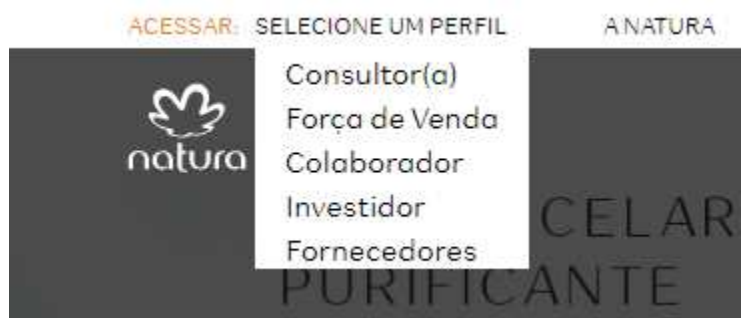 ACESSAR: SELECIONE UM PERFIL A NATURA
Consultor(a)
Força de Venda
natura
Colaborador
Investidor
CELAR
Fornecedores
PURIFICANTE